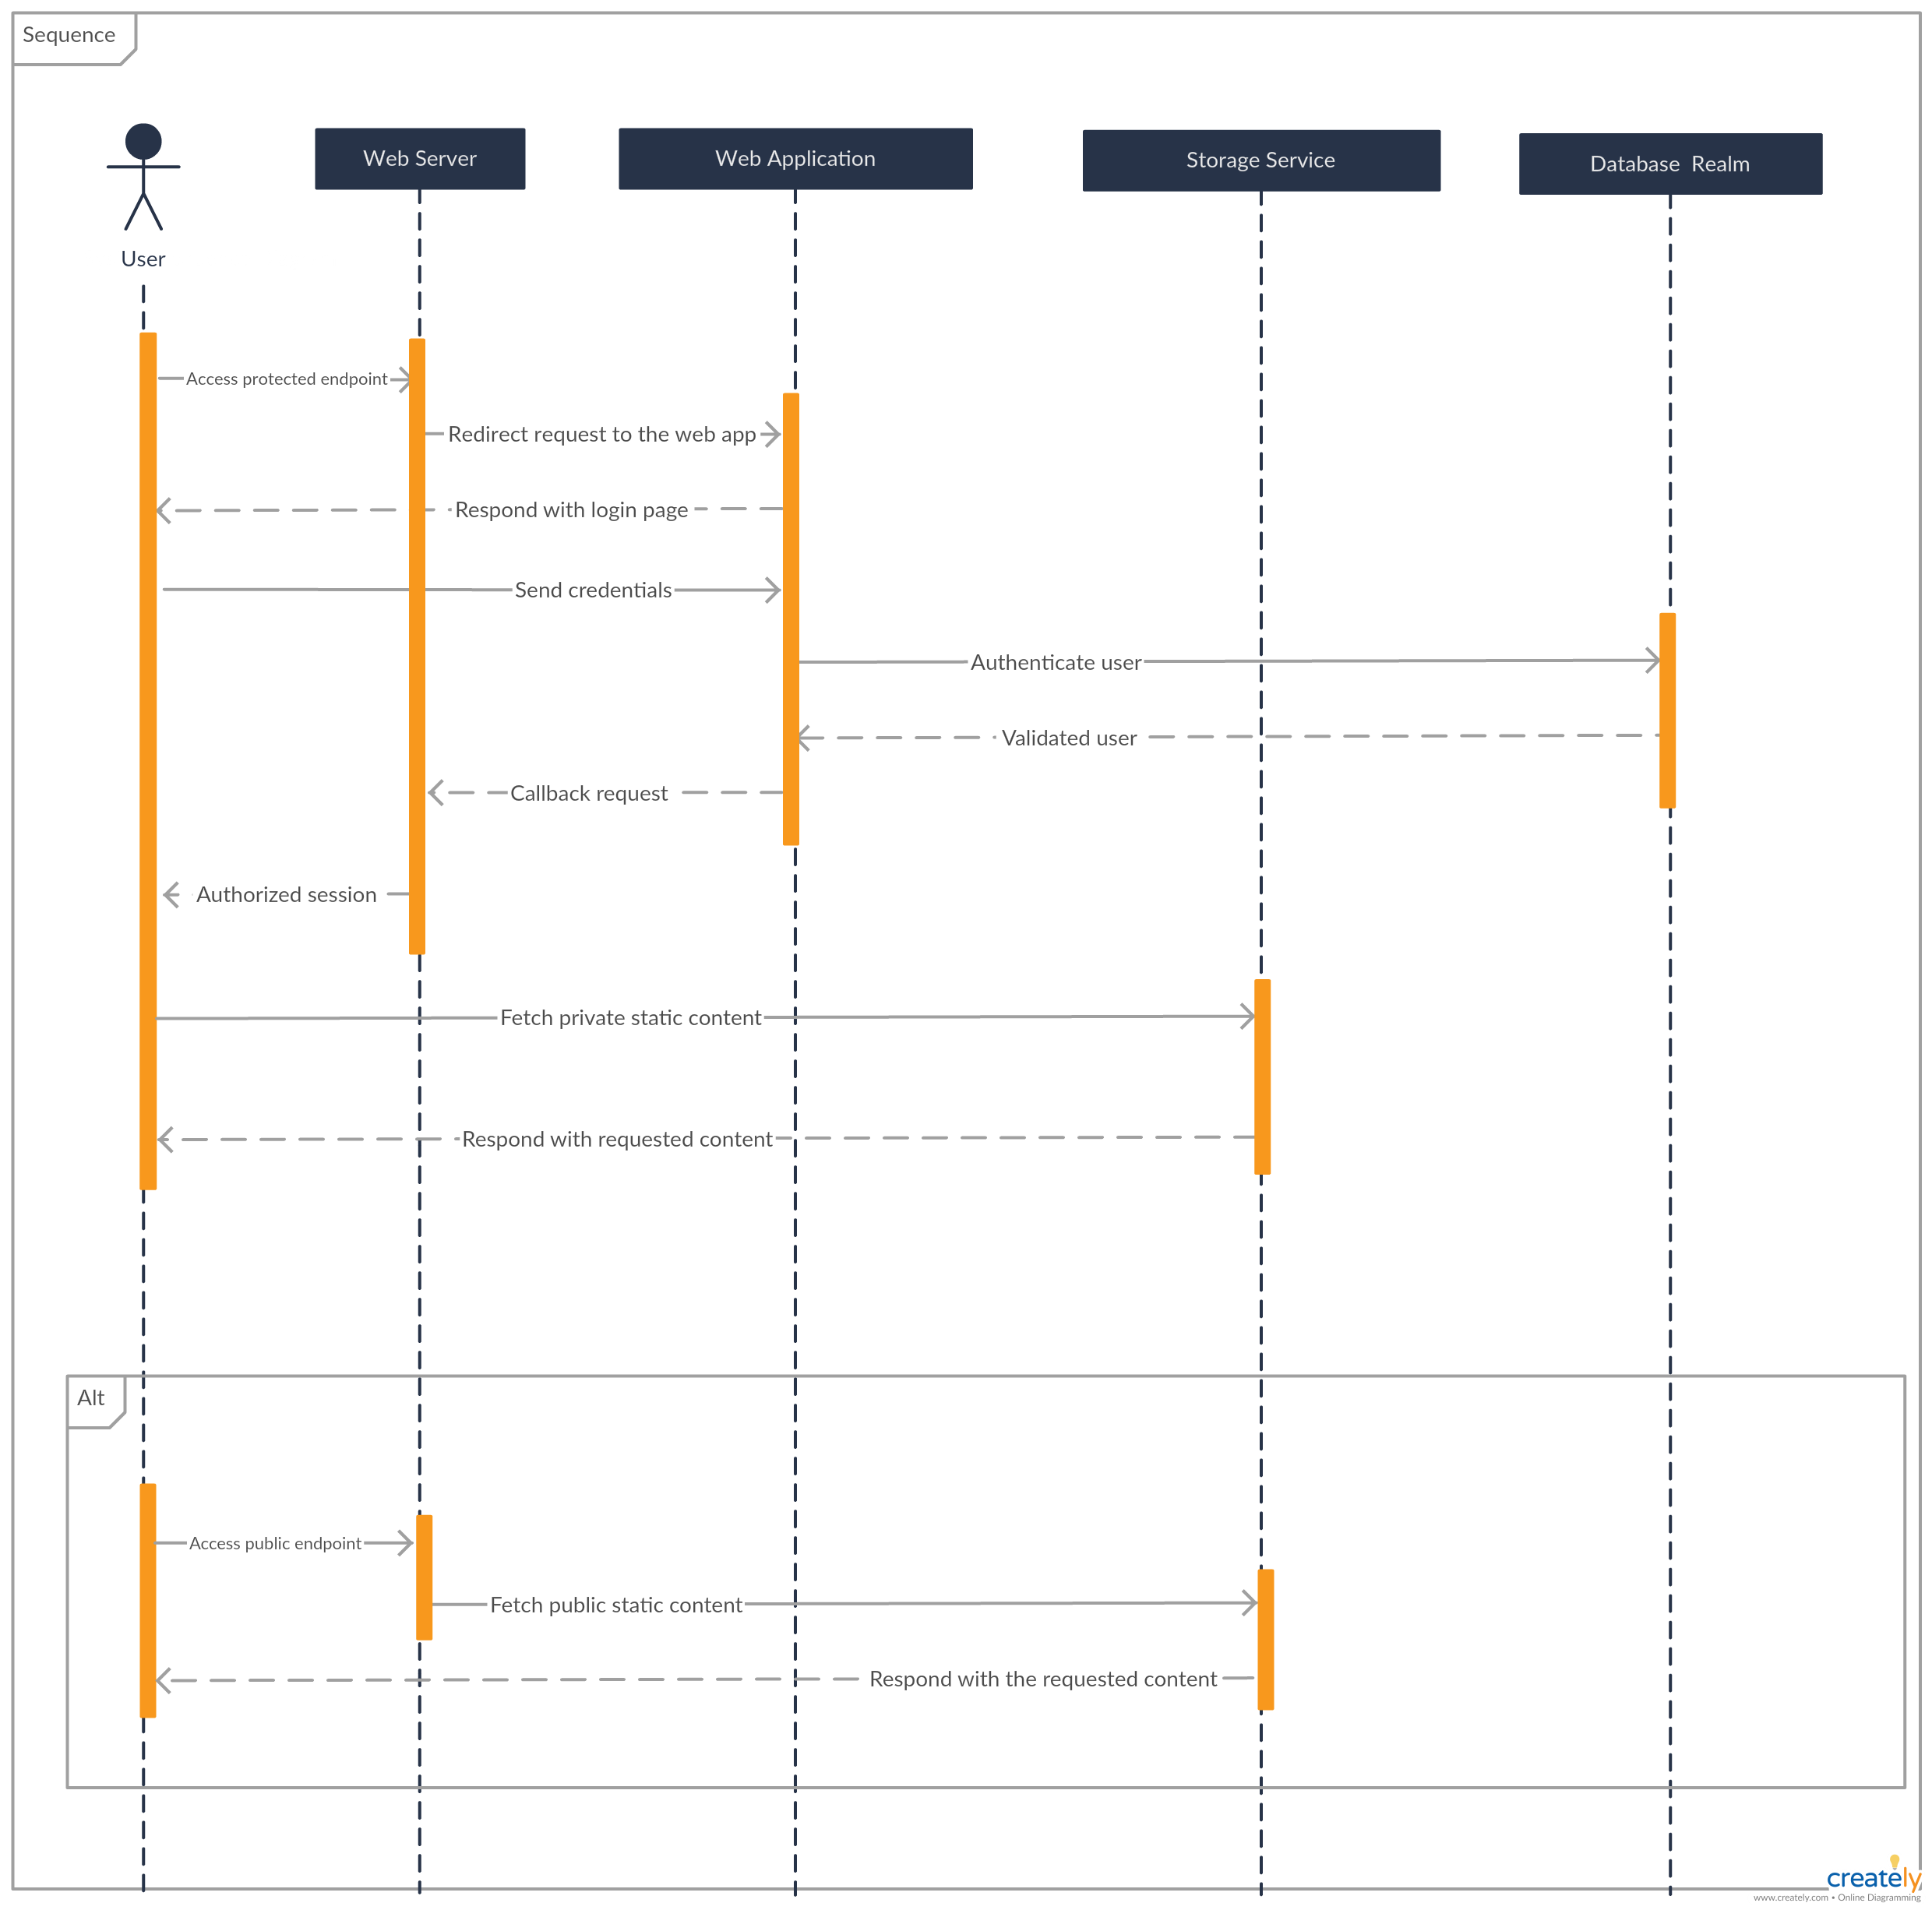 Sequence
Web Server
Web Application
Storage Service
Database  Realm
User
Access protected endpoint
Redirect request to the web app
Respond with login page
Send credentials
Authenticate user
Validated user
Callback request
Authorized session
Fetch private static content
Respond with requested content
Alt
Access public endpoint
Fetch public static content
Respond with the requested content
creately
www.creately.com • Online Diagramming